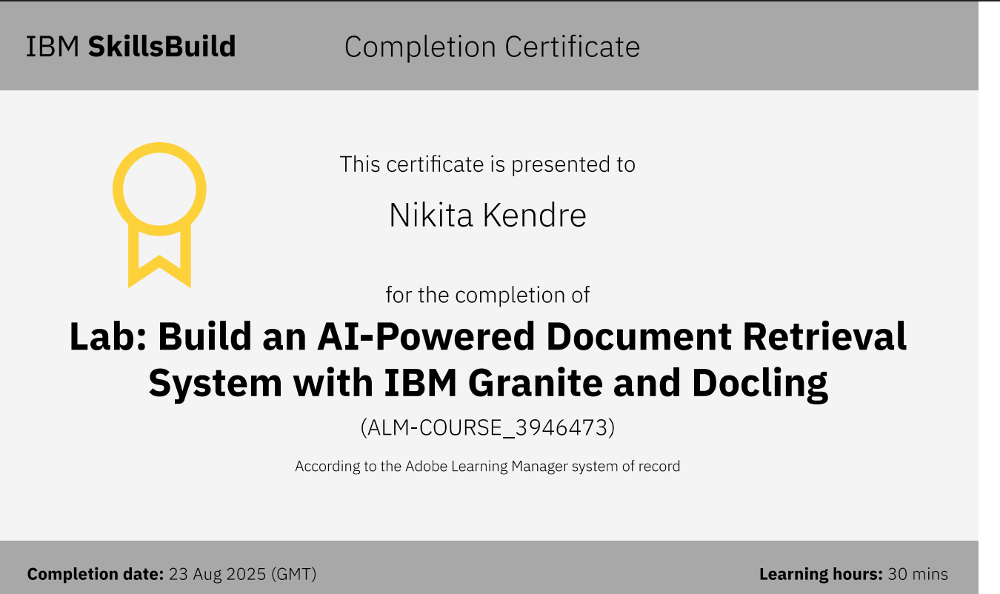 IBM SkillsBuild
Completion Certificate
This certificate is presented to
Nikita Kendre
for the completion of
Lab: Build an AI-Powered Document Retrieval
System with IBM Granite and Docling
(ALM-COURSE_3946473)
According to the Adobe Learning Manager system of record
Completion date: 23 Aug 2025 (GMT)
Learning hours: 30 mins